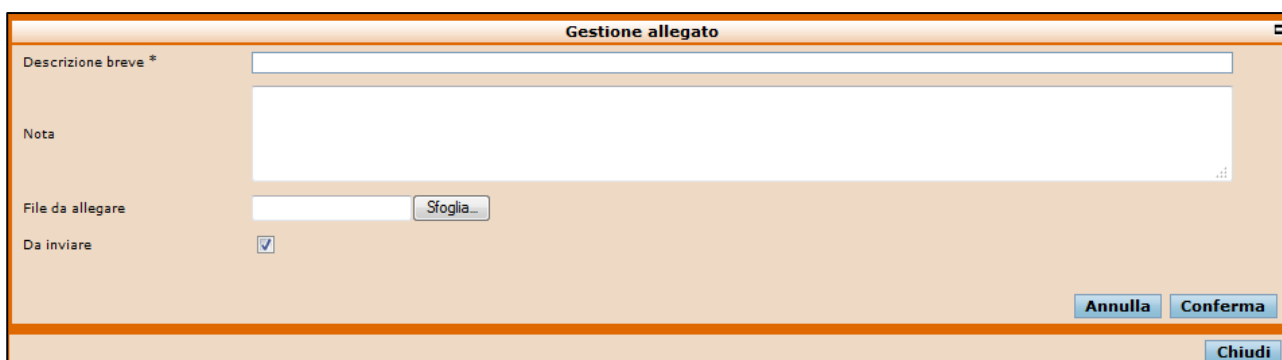 Gestione allegato
Descrizione breve *
Nota
File da allegare Sfoglia...
Da inviare
Annulla Conferma
Chiudi